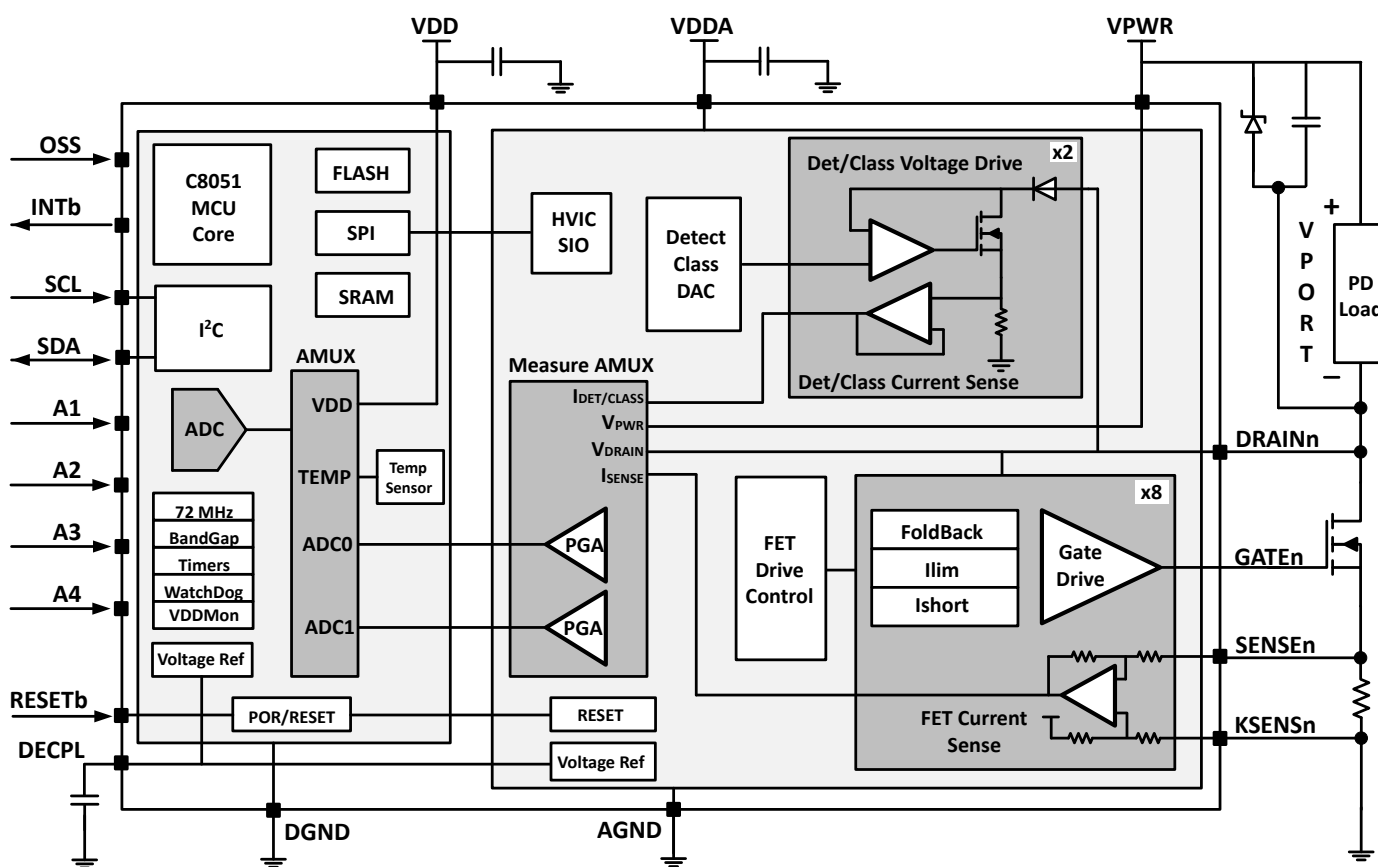 VDD
VDDA
VPWR
OSS
INTb
SCL
SDA
A1
A2
A3
A4
RESETb
DECPL
C8051
MCU
Core
FLASH
SPI
SRAM
I²C
AMUX
ADC
VDD
TEMP
ADC0
ADC1
Temp
Sensor
72 MHz
BandGap
Timers
WatchDog
VDDMon
Voltage Ref
POR/RESET
HVIC
SIO
Detect
Class
DAC
x2
Det/Class Voltage Drive
Det/Class Current Sense
Measure AMUX
IDET/CLASS
VPWR
VDRAIN
ISENSE
PGA
PGA
RESET
Voltage Ref
FET
Drive
Control
x8
FoldBack
Ilim
Ishort
Gate
Drive
FET Current
Sense
+
VPORT
–
PD
Load
DRAINn
GATEn
SENSEn
KSENSn
DGND
AGND